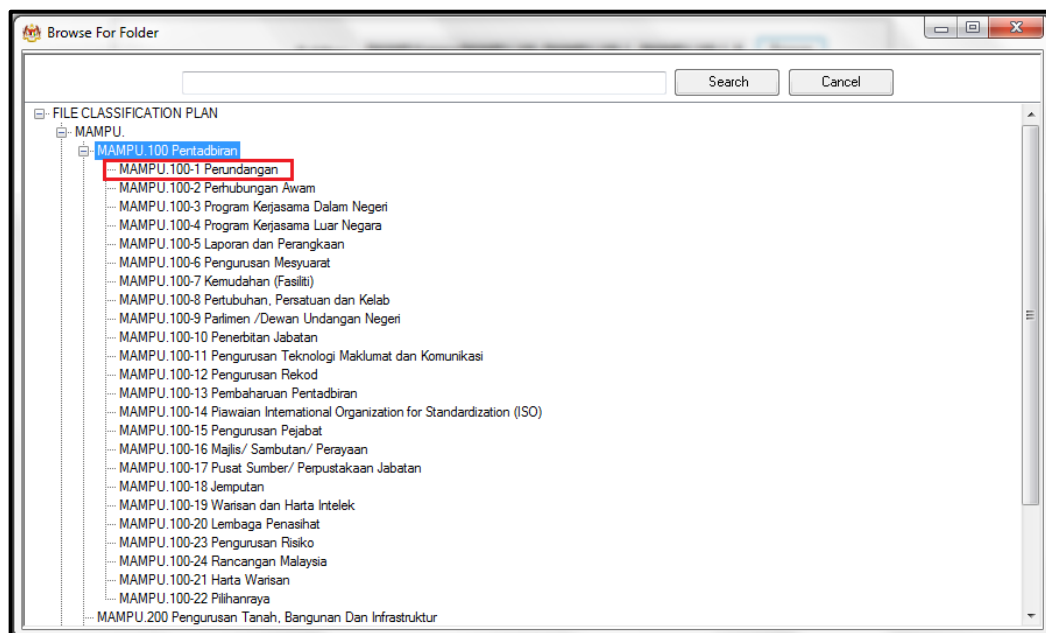 Browse For Folder
Search
Cancel
FILE CLASSIFICATION PLAN
MAMPU.
MAMPU.100 Pentadbiran
MAMPU.100-1 Perundangan
MAMPU.100-2 Perhubungan Awam
MAMPU.100-3 Program Kerjasama Dalam Negeri
MAMPU.100-4 Program Kerjasama Luar Negara
MAMPU.100-5 Laporan dan Perangkaan
MAMPU.100-6 Pengurusan Mesyuarat
MAMPU.100-7 Kemudahan (Fasiliti)
MAMPU.100-8 Pertubuhan, Persatuan dan Kelab
MAMPU.100-9 Parlimen /Dewan Undangan Negeri
MAMPU.100-10 Penerbitan Jabatan
MAMPU.100-11 Pengurusan Teknologi Maklumat dan Komunikasi
MAMPU.100-12 Pengurusan Rekod
MAMPU.100-13 Pembaharuan Pentadbiran
MAMPU.100-14 Piawaian International Organization for Standardization (ISO)
MAMPU.100-15 Pengurusan Pejabat
MAMPU.100-16 Majlis/ Sambutan/ Perayaan
MAMPU.100-17 Pusat Sumber/ Perpustakaan Jabatan
MAMPU.100-18 Jemputan
MAMPU.100-19 Warisan dan Harta Intelek
MAMPU.100-20 Lembaga Penasihat
MAMPU.100-23 Pengurusan Risiko
MAMPU.100-24 Rancangan Malaysia
MAMPU.100-21 Harta Warisan
MAMPU.100-22 Pilihanraya
MAMPU.200 Pengurusan Tanah, Bangunan Dan Infrastruktur